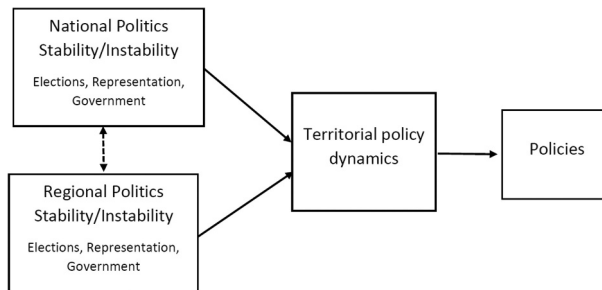 National Politics
Stability/Instability
Elections, Representation,
Government
Regional Politics
Stability/Instability
Elections, Representation,
Government
Territorial policy
dynamics
Policies